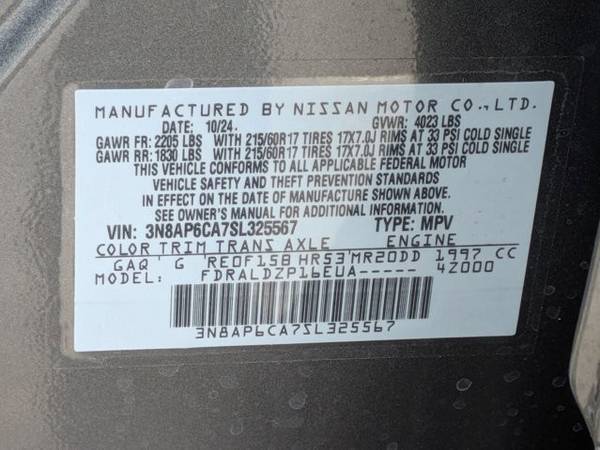 MANUFACTURED BY NISSAN MOTOR CO., LTD.
DATE: 10/24. GVWR: 4023 LBS
GAWR FR: 2205 LBS WITH 215/60R17 TIRES 17X7.0J RIMS AT 33 PSI COLD SINGLE
GAWR RR: 1830 LBS WITH 215/60R17 TIRES 17X7.0J RIMS AT 33 PSI COLD SINGLE
THIS VEHICLE CONFORMS TO ALL APPLICABLE FEDERAL MOTOR
VEHICLE SAFETY AND THEFT PREVENTION STANDARDS
IN EFFECT ON THE DATE OF MANUFACTURE SHOWN ABOVE.
SEE OWNER'S MANUAL FOR ADDITIONAL INFORMATION.
VIN: 3N8AP6CA7SL325567 TYPE: MPV
COLOR TRIM TRANS AXLE ENGINE
GAQ G RE0F15B HR53 MR20DD 1997 CC
MODEL: FDRALDZP16EUA----- 4Z000
3N8AP6CA7SL325567